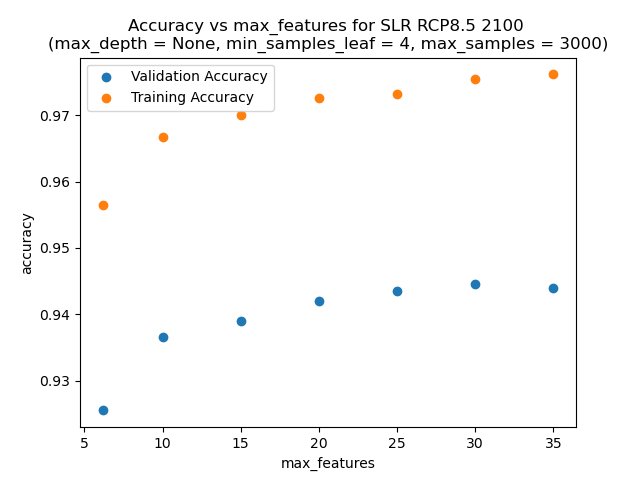 Accuracy vs max_features for SLR RCP8.5 2100
(max_depth = None, min_samples_leaf = 4, max_samples = 3000)
Validation Accuracy
Training Accuracy
0.97
0.96
0.95
0.94
0.93
accuracy
5 10 15 20 25 30 35
max_features